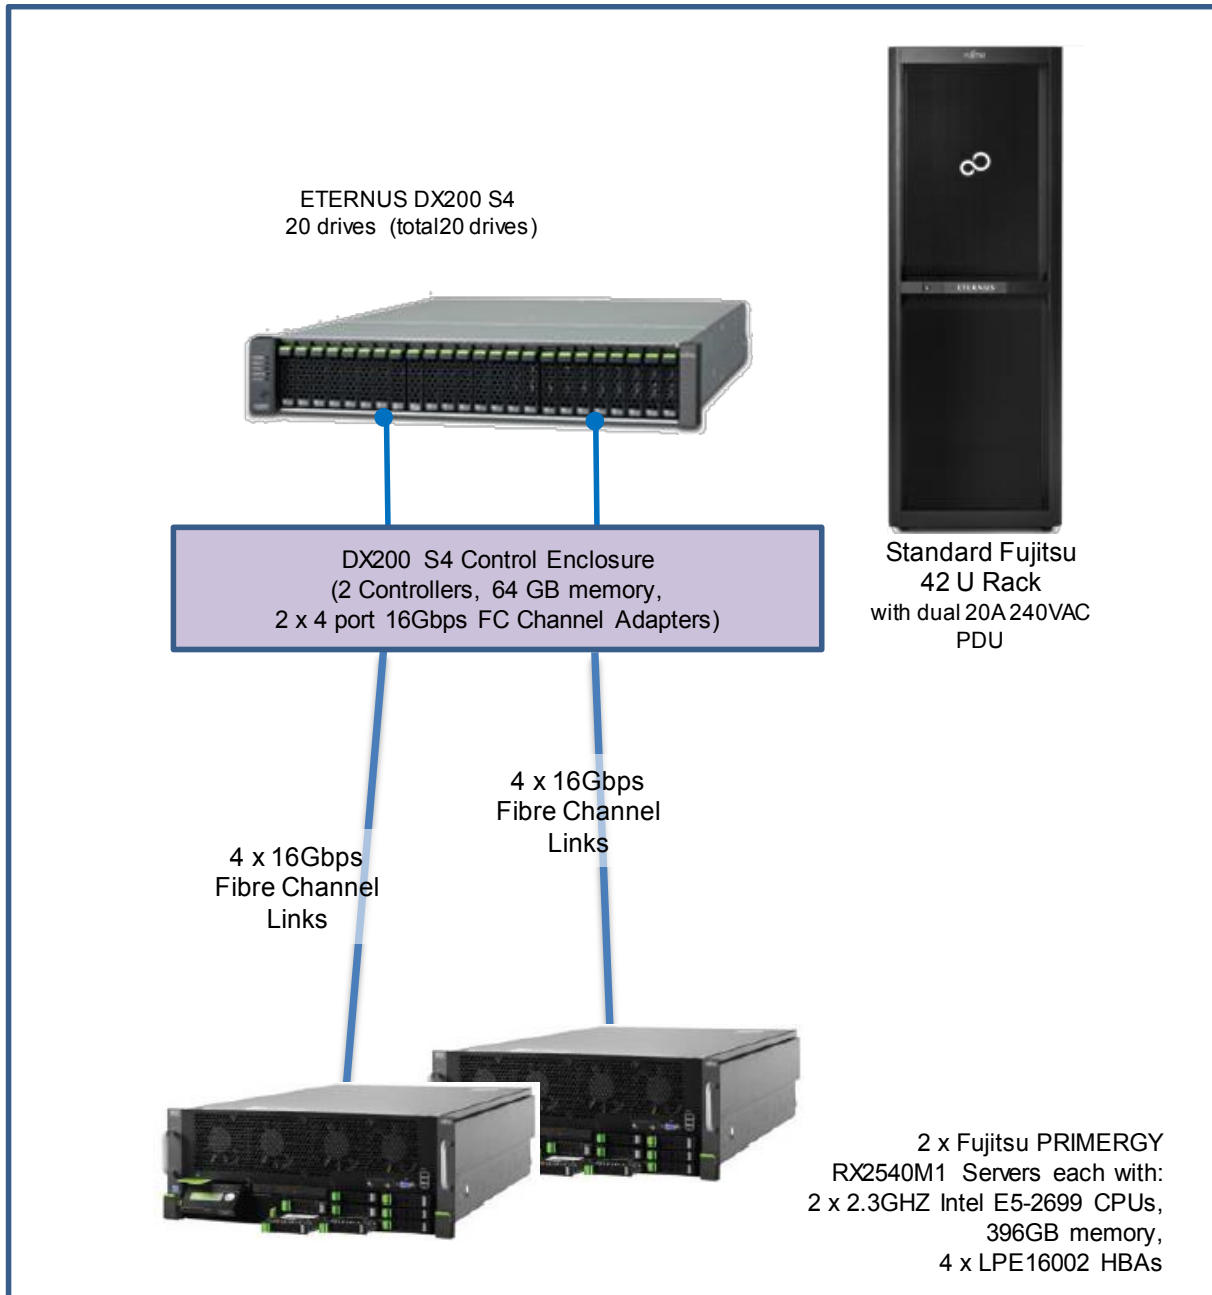 FUJITSU
ETERNUS DX200 S4
20 drives (total20 drives)
ETERNUS
DX200 S4 Control Enclosure
(2 Controllers, 64 GB memory,
2 x 4 port 16Gbps FC Channel Adapters)
Standard Fujitsu
42 U Rack
with dual 20A 240VAC
PDU
4 x 16Gbps
Fibre Channel
Links
4 x 16Gbps
Fibre Channel
Links
2 x Fujitsu PRIMERGY
RX2540M1 Servers each with:
2 x 2.3GHZ Intel E5-2699 CPUs,
396GB memory,
4 x LPE16002 HBAs